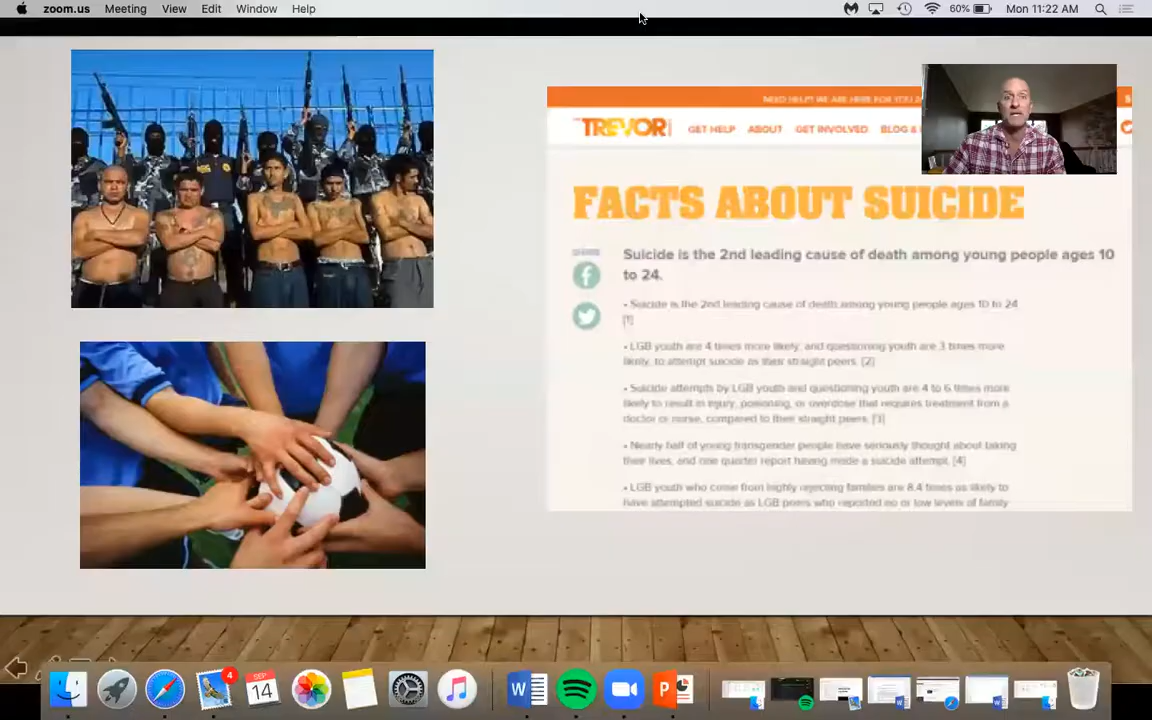 zoom.us Meeting View Edit Window Help 60% Mon 11:22 AM
NEED HELP? WE ARE HERE FOR YOU
TREVOR GET HELP ABOUT GET INVOLVED BLOG &
FACTS ABOUT SUICIDE
SHARE
Suicide is the 2nd leading cause of death among young people ages 10
to 24.
• Suicide is the 2nd leading cause of death among young people ages 10 to 24
[1]
• LGB youth are 4 times more likely, and questioning youth are 3 times more
likely, to attempt suicide as their straight peers. [2]
• Suicide attempts by LGB youth and questioning youth are 4 to 6 times more
likely to result in injury, poisoning, or overdose that requires treatment from a
doctor or nurse, compared to their straight peers. [3]
• Nearly half of young transgender people have seriously thought about taking
their lives, and one quarter report having made a suicide attempt. [4]
• LGB youth who come from highly rejecting families are 8.4 times as likely to
have attempted suicide as LGB peers who reported no or low levels of family
4
SEP
14